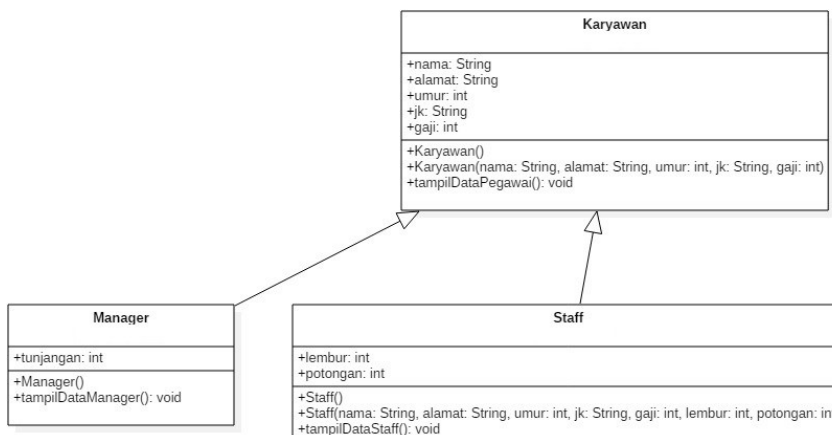 Karyawan
+nama: String
+alamat: String
+umur: int
+jk: String
+gaji: int
+Karyawan()
+Karyawan(nama: String, alamat: String, umur: int, jk: String, gaji: int)
+tampilDataPegawai(): void
Manager
+tunjangan: int
+Manager()
+tampilDataManager(): void
Staff
+lembur: int
+potongan: int
+Staff()
+Staff(nama: String, alamat: String, umur: int, jk: String, gaji: int, lembur: int, potongan: in
+tampilDataStaff(): void